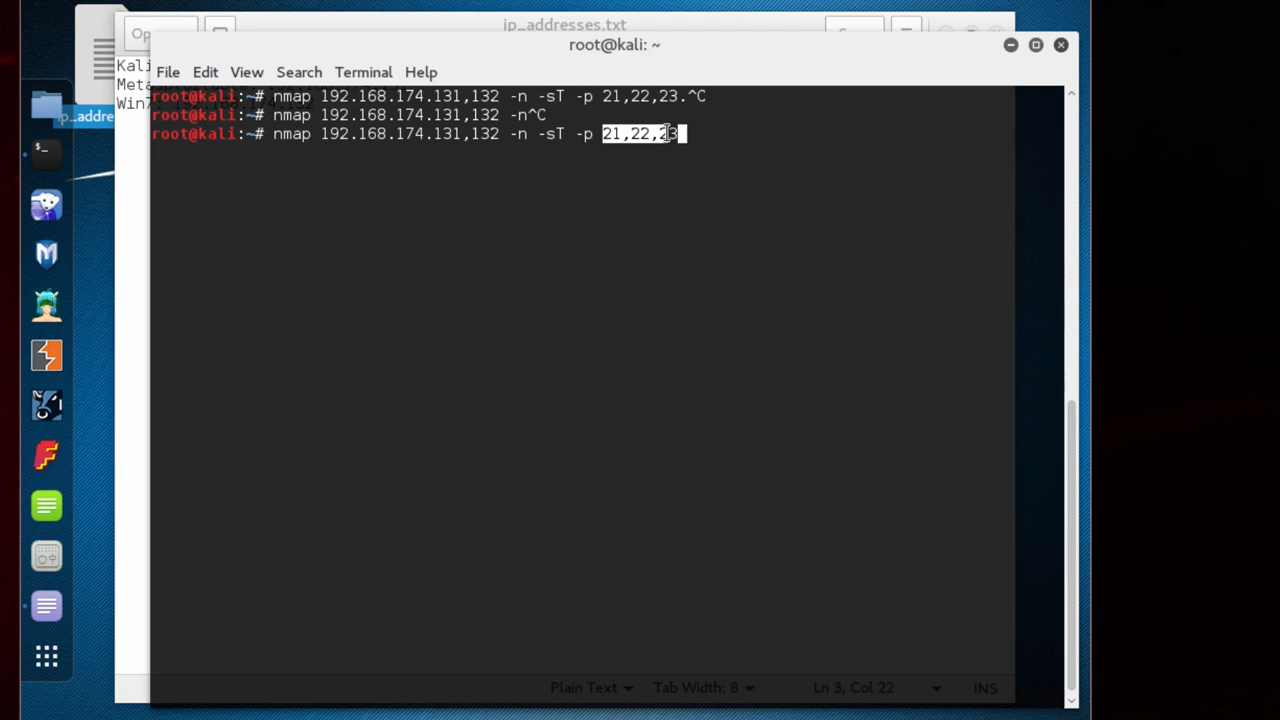 ip_addresses.txt
Op
root@kali: ~
File Edit View Search Terminal Help
Kali
Meta
Win7
ip_addres
root@kali:~# nmap 192.168.174.131,132 -n -sT -p 21,22,23.^C
root@kali:~# nmap 192.168.174.131,132 -n^C
root@kali:~# nmap 192.168.174.131,132 -n -sT -p 21,22,23
Plain Text Tab Width: 8 Ln 3, Col 22 INS